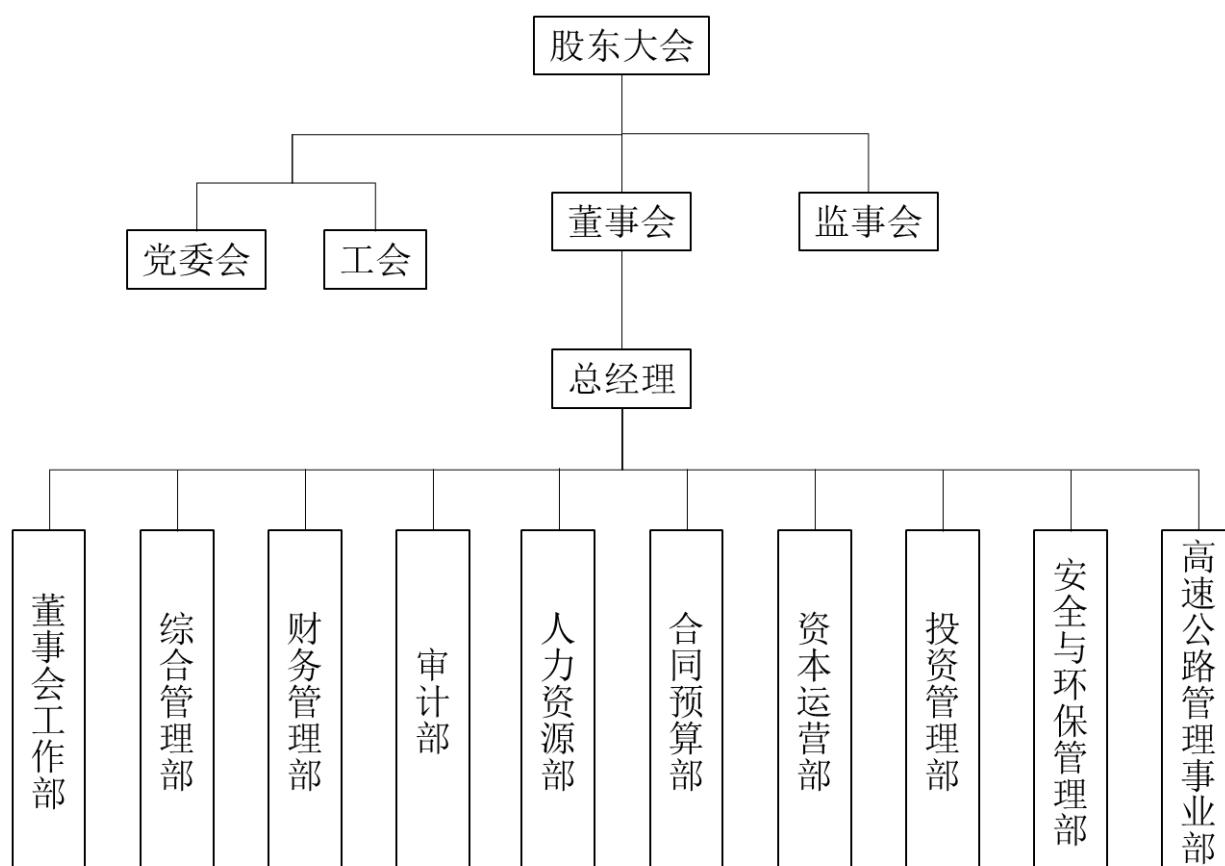 股东大会
董事会
监事会
党委会
工会
总经理
董事会工作部
综合管理部
财务管理部
审计部
人力资源部
合同预算部
资本运营部
投资管理部
安全与环保管理部
高速公路管理事业部